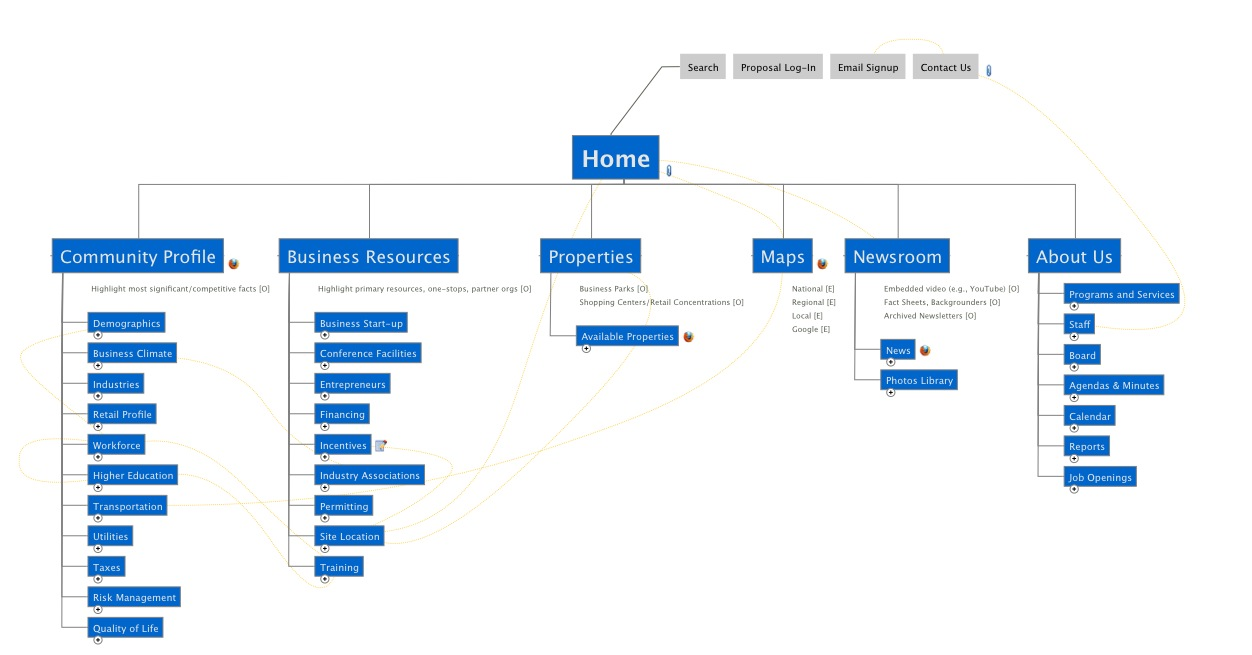 Search
Proposal Log-In
Email Signup
Contact Us
Home
Community Profile
Highlight most significant/competitive facts [O]
Demographics
Business Climate
Industries
Retail Profile
Workforce
Higher Education
Transportation
Utilities
Taxes
Risk Management
Quality of Life
Business Resources
Highlight primary resources, one-stops, partner orgs [O]
Business Start-up
Conference Facilities
Entrepreneurs
Financing
Incentives
Industry Associations
Permitting
Site Location
Training
Properties
Business Parks [O]
Shopping Centers/Retail Concentrations [O]
Available Properties
Maps
National [E]
Regional [E]
Local [E]
Google [E]
Newsroom
Embedded video (e.g., YouTube) [O]
Fact Sheets, Backgrounders [O]
Archived Newsletters [O]
News
Photos Library
About Us
Programs and Services
Staff
Board
Agendas & Minutes
Calendar
Reports
Job Openings